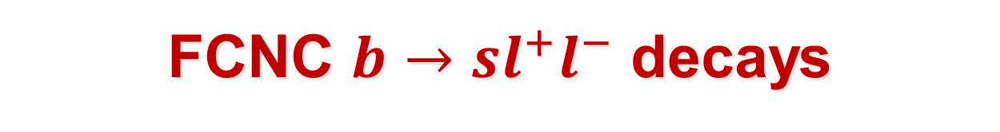 FCNC b → sl⁺l⁻ decays